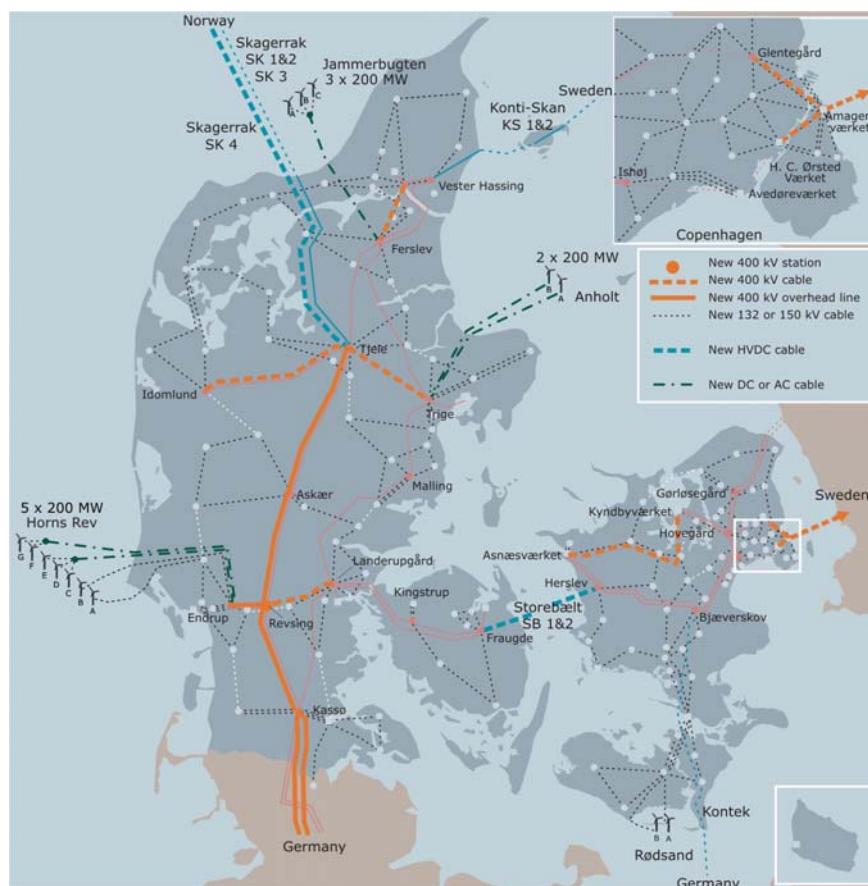 Norway
Skagerrak
SK 1&2
SK 3
Jammerbugten
3 x 200 MW
A
B
C
Skagerrak
SK 4
Konti-Skan
KS 1&2
Sweden
Vester Hassing
Ferslev
2 x 200 MW
B
A
Anholt
Tjele
Idomlund
Trige
Askær
Malling
5 x 200 MW
Horns Rev
G
F
E
D
C
B
A
Landerupgård
Endrup
Revsing
Kingstrup
Fraugde
Kassø
Germany
Storebælt
SB 1&2
Glentegård
Amager
værket
H. C. Ørsted
Værket
Ishøj
Avedøreværket
Copenhagen
New 400 kV station
New 400 kV cable
New 400 kV overhead line
New 132 or 150 kV cable
New HVDC cable
New DC or AC cable
Gørløsegård
Kyndbyværket
Hovegård
Sweden
Asnæsværket
Herslev
Bjæverskov
Kontek
B
A
Rødsand
Germany